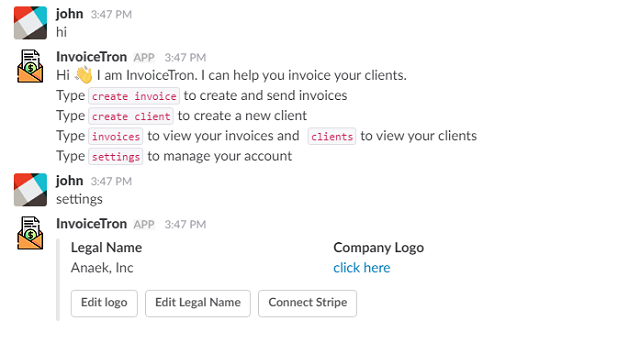 john 3:47 PM
hi
InvoiceTron APP 3:47 PM
Hi 👋 I am InvoiceTron. I can help you invoice your clients.
Type create invoice to create and send invoices
Type create client to create a new client
Type invoices to view your invoices and clients to view your clients
Type settings to manage your account
john 3:47 PM
settings
InvoiceTron APP 3:47 PM
Legal Name Company Logo
Anaek, Inc click here
Edit logo Edit Legal Name Connect Stripe